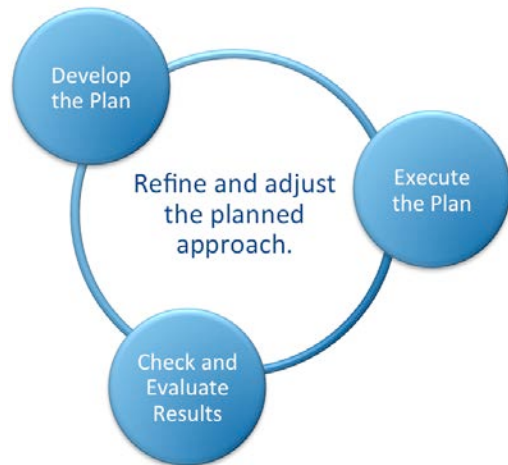 Develop
the Plan
Execute
the Plan
Refine and adjust
the planned
approach.
Check and
Evaluate
Results